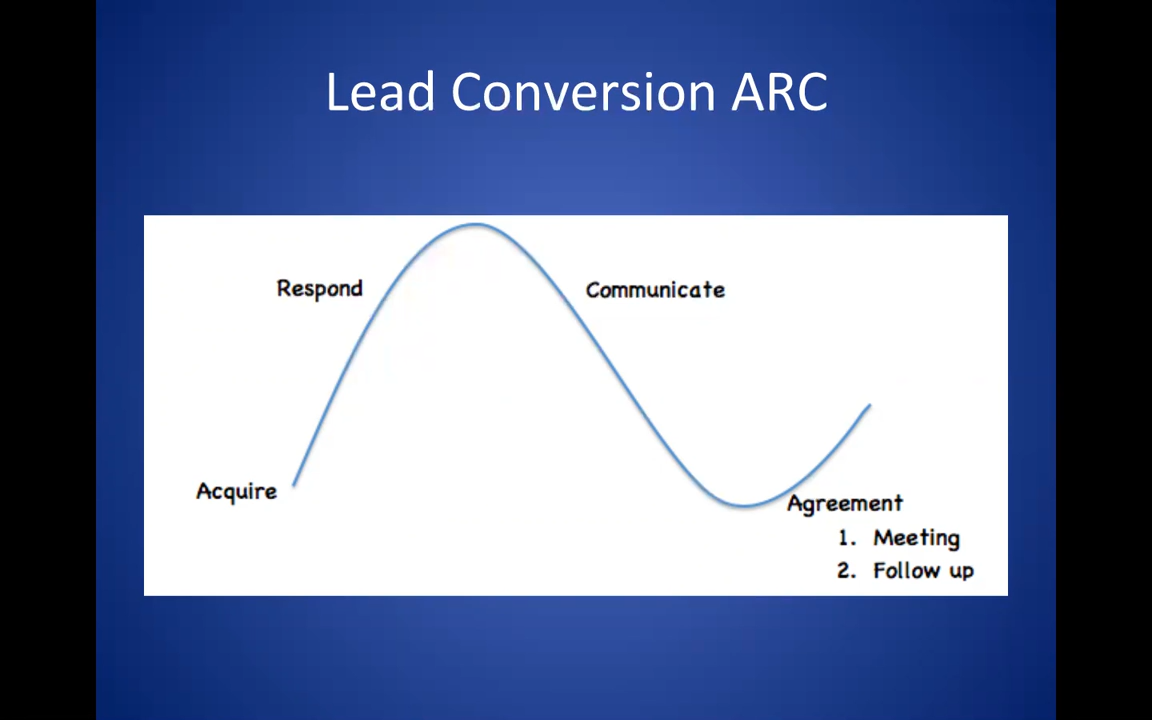 Lead Conversion ARC
Respond
Communicate
Acquire
Agreement
1. Meeting
2. Follow up